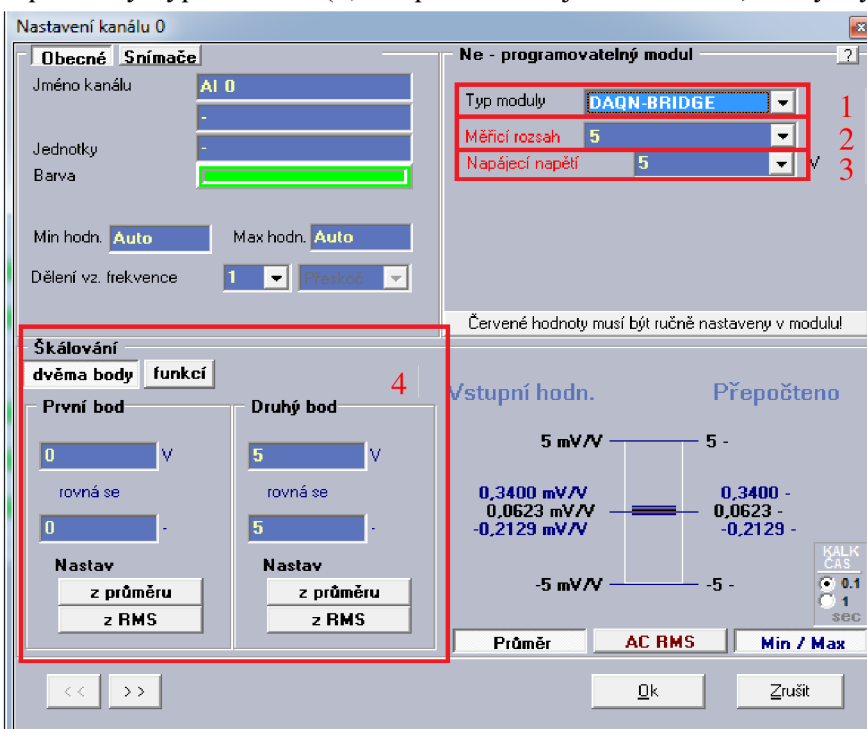 Nastavení kanálu 0
Obecné Snímače
Jméno kanálu AI 0
-
Jednotky -
Barva
Min hodn. Auto Max hodn. Auto
Dělení vz. frekvence 1 Přeskoč.
Ne - programovatelný modul ?
Typ moduly DAQN-BRIDGE 1
Měřicí rozsah 5 2
Napájecí napětí 5 V 3
Červené hodnoty musí být ručně nastaveny v modulu!
Škálování
dvěma body funkcí 4
První bod Druhý bod
0 V 5 V
rovná se rovná se
0 - 5 -
Nastav Nastav
z průměru z průměru
z RMS z RMS
Vstupní hodn. Přepočteno
5 mV/V 5 -
0,3400 mV/V 0,3400 -
0,0623 mV/V 0,0623 -
-0,2129 mV/V -0,2129 -
-5 mV/V -5 -
KALK
ČAS
0.1
1
sec
Průměr AC RMS Min / Max
<< >> Ok Zrušit